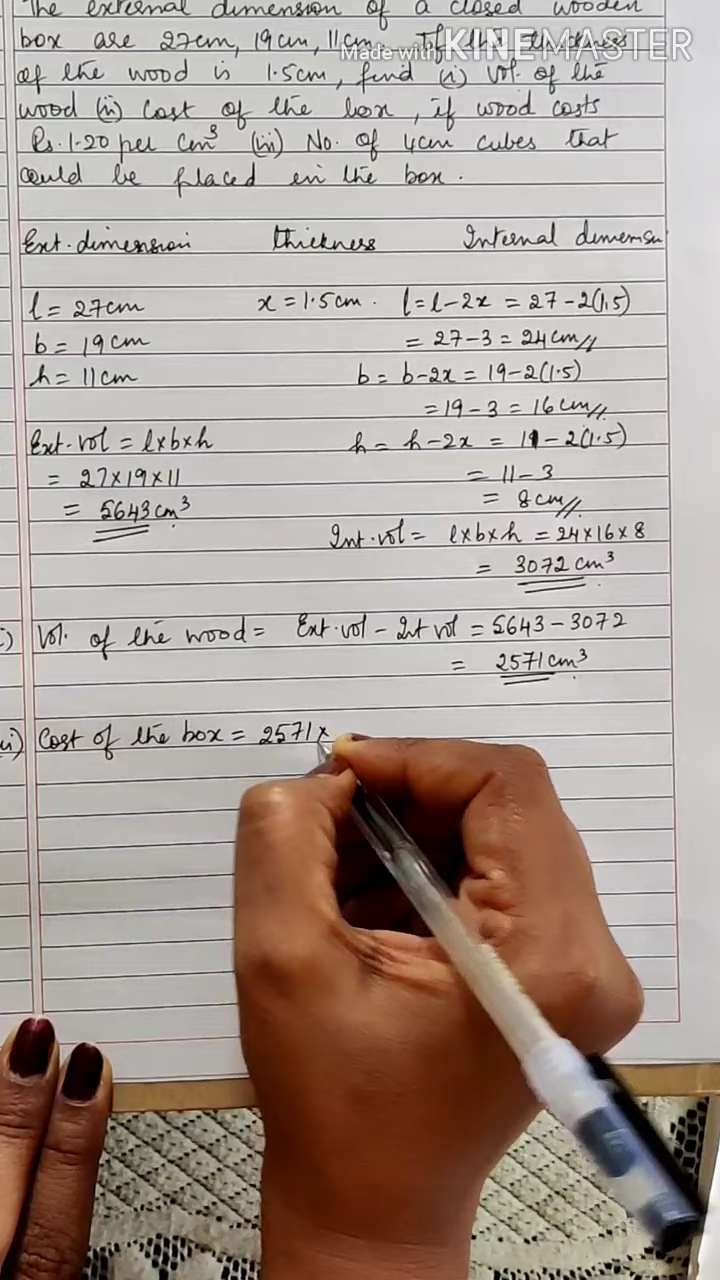 The external dimension of a closed wooden
box are 27cm, 19cm, 11cm. If the thickness
Made with KINEMASTER
of the wood is 1.5cm, find (i) Vol. of the
wood (ii) Cost of the box, if wood costs
Rs.1.20 per cm³ (iii) No. of 4cm cubes that
could be placed in the box.
Ext. dimension thickness Internal dimensi
l = 27cm x = 1.5cm. l = l-2x = 27-2(1.5)
b = 19cm = 27-3 = 24cm//
h = 11cm b = b-2x = 19-2(1.5)
= 19-3 = 16cm//
Ext. vol = l×b×h h = h-2x = 11-2(1.5)
= 27×19×11 = 11-3
= 5643cm³ = 8cm//
Int. vol = l×b×h = 24×16×8
= 3072cm³
i) Vol. of the wood = Ext. vol - Int vol = 5643-3072
= 2571cm³
ii) Cost of the box = 2571×